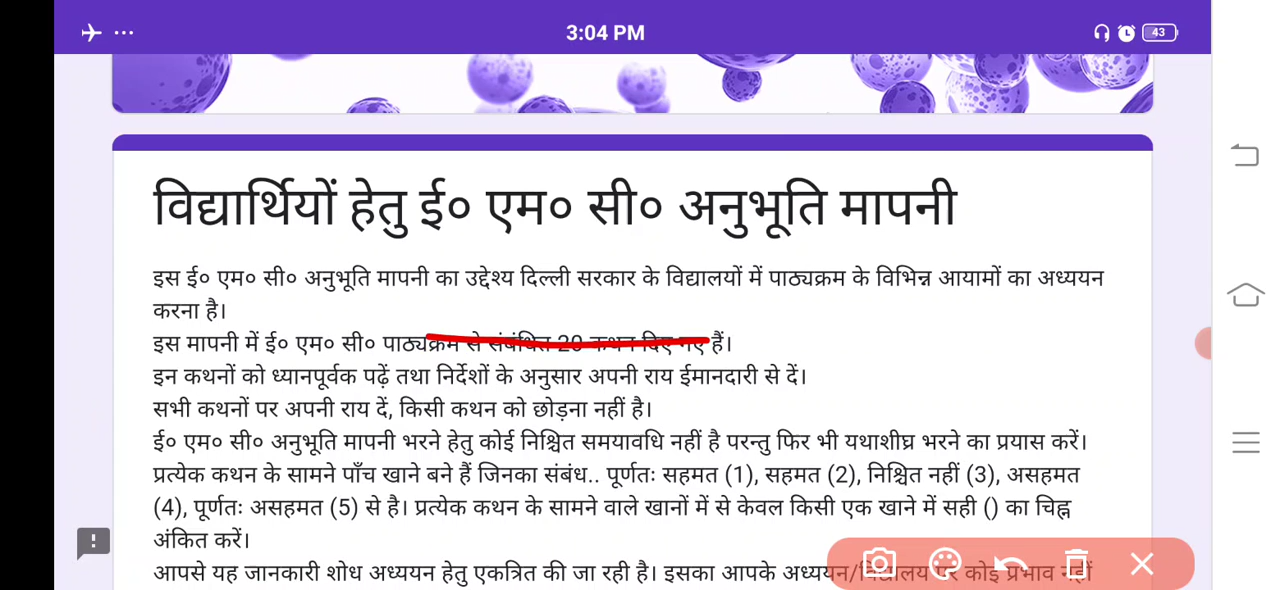 3:04 PM
43
विद्यार्थियों हेतु ई० एम० सी० अनुभूति मापनी
इस ई० एम० सी० अनुभूति मापनी का उद्देश्य दिल्ली सरकार के विद्यालयों में पाठ्यक्रम के विभिन्न आयामों का अध्ययन
करना है।
इस मापनी में ई० एम० सी० पाठ्यक्रम से संबंधित 20 कथन दिए गए हैं।
इन कथनों को ध्यानपूर्वक पढ़ें तथा निर्देशों के अनुसार अपनी राय ईमानदारी से दें।
सभी कथनों पर अपनी राय दें, किसी कथन को छोड़ना नहीं है।
ई० एम० सी० अनुभूति मापनी भरने हेतु कोई निश्चित समयावधि नहीं है परन्तु फिर भी यथाशीघ्र भरने का प्रयास करें।
प्रत्येक कथन के सामने पाँच खाने बने हैं जिनका संबंध.. पूर्णतः सहमत (1), सहमत (2), निश्चित नहीं (3), असहमत
(4), पूर्णतः असहमत (5) से है। प्रत्येक कथन के सामने वाले खानों में से केवल किसी एक खाने में सही () का चिह्न
अंकित करें।
आपसे यह जानकारी शोध अध्ययन हेतु एकत्रित की जा रही है। इसका आपके अध्ययन/विद्यालय पर कोई प्रभाव नहीं